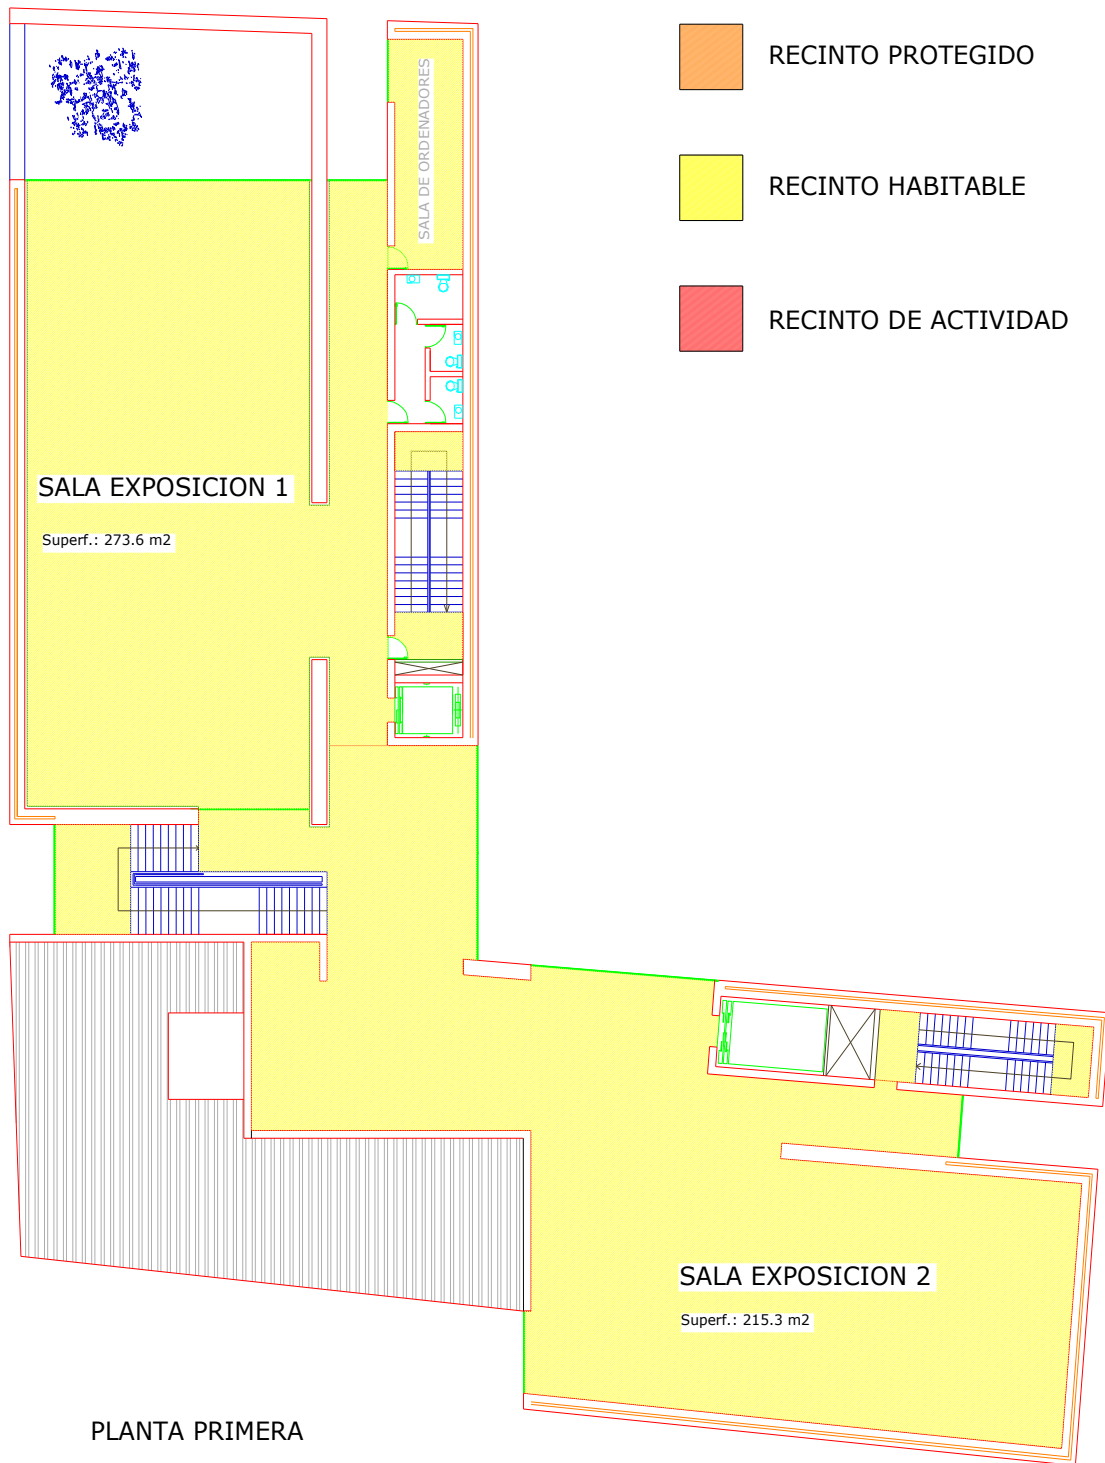 RECINTO PROTEGIDO
SALA DE ORDENADORES
RECINTO HABITABLE
RECINTO DE ACTIVIDAD
SALA EXPOSICION 1
Superf.: 273.6 m2
SALA EXPOSICION 2
Superf.: 215.3 m2
PLANTA PRIMERA